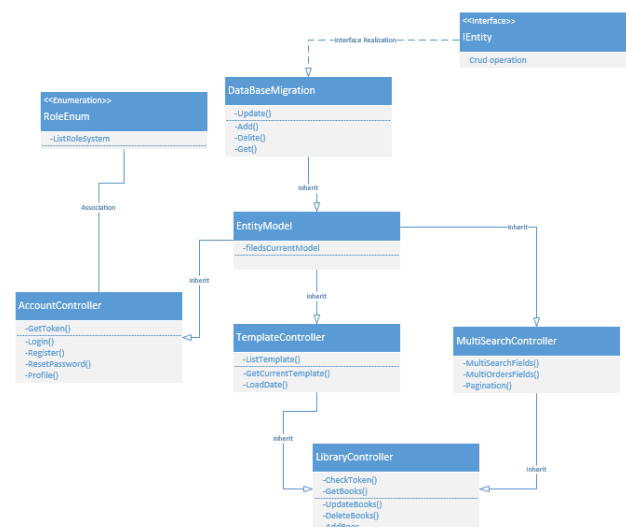 <<Interface>>
IEntity
Crud operation
Interface Realization
DataBaseMigration
-Update()
-Add()
-Delite()
-Get()
<<Enumeration>>
RoleEnum
-ListRoleSystem
Inherit
Association
EntityModel
-filedsCurrentModel
Inherit
Inherit
Inherit
AccountController
-GetToken()
-Login()
-Register()
-ResetPassword()
-Profile()
TemplateController
-ListTemplate()
-GetCurrentTemplate()
-LoadDate()
MultiSearchController
-MultiSearchFields()
-MultiOrdersFields()
-Pagination()
Inherit
Inherit
LibraryController
-CheckToken()
-GetBooks()
-UpdateBooks()
-DeleteBooks()